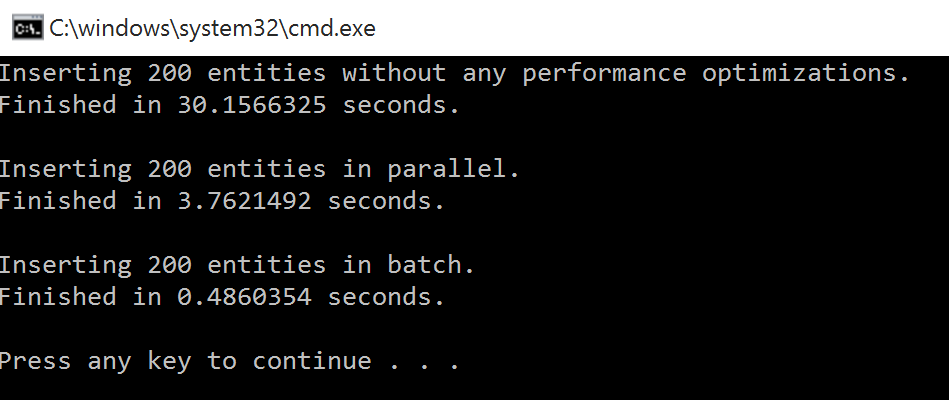 C:\windows\system32\cmd.exe
Inserting 200 entities without any performance optimizations.
Finished in 30.1566325 seconds.
Inserting 200 entities in parallel.
Finished in 3.7621492 seconds.
Inserting 200 entities in batch.
Finished in 0.4860354 seconds.
Press any key to continue . . .